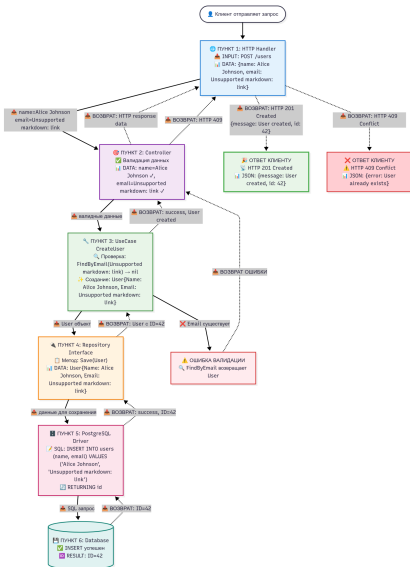 👤 Клиент отправляет запрос
🌐 ПУНКТ 1: HTTP Handler
📥 INPUT: POST /users
📊 DATA: {name: Alice
Johnson, email:
Unsupported markdown:
link}
📤 name=Alice Johnson
email=Unsupported
markdown: link
📤 ВОЗВРАТ: HTTP response
data
📤 ВОЗВРАТ: HTTP 409
📤 ВОЗВРАТ: HTTP 201
Created
{message: User created, id:
42}
📤 ВОЗВРАТ: HTTP 409
Conflict
🎯 ПУНКТ 2: Controller
✅ Валидация данных
📊 DATA: name=Alice
Johnson ✓,
email=Unsupported
markdown: link ✓
🎉 ОТВЕТ КЛИЕНТУ
📡 HTTP 201 Created
📊 JSON: {message: User
created, id: 42}
❌ ОТВЕТ КЛИЕНТУ
⚠️ HTTP 409 Conflict
📊 JSON: {error: User
already exists}
📤 валидные данные
📤 ВОЗВРАТ: success, User
created
🔧 ПУНКТ 3: UseCase
CreateUser
🔍 Проверка:
FindByEmail(Unsupported
markdown: link) → nil
✨ Создание: User{Name:
Alice Johnson, Email:
Unsupported markdown:
link}
📤 ВОЗВРАТ ОШИБКИ
📤 User объект
📤 ВОЗВРАТ: User с ID=42
❌ Email существует
🔌 ПУНКТ 4: Repository
Interface
📋 Метод: Save(User)
📊 DATA: User{Name: Alice
Johnson, Email:
Unsupported markdown:
link}
⚠️ ОШИБКА ВАЛИДАЦИИ
🔍 FindByEmail возвращает
User
📤 данные для сохранения
📤 ВОЗВРАТ: success, ID=42
🗄️ ПУНКТ 5: PostgreSQL
Driver
📝 SQL: INSERT INTO users
(name, email) VALUES
('Alice Johnson',
'Unsupported markdown:
link')
🔄 RETURNING id
📤 SQL запрос
📤 ВОЗВРАТ: ID=42
💾 ПУНКТ 6: Database
✅ INSERT успешен
🆔 RESULT: ID=42